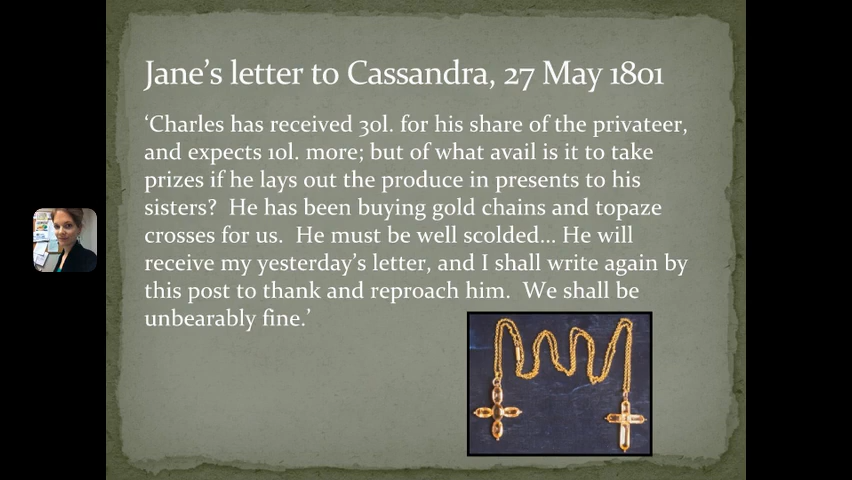 Jane’s letter to Cassandra, 27 May 1801
‘Charles has received 30l. for his share of the privateer,
and expects 10l. more; but of what avail is it to take
prizes if he lays out the produce in presents to his
sisters?  He has been buying gold chains and topaze
crosses for us.  He must be well scolded... He will
receive my yesterday’s letter, and I shall write again by
this post to thank and reproach him.  We shall be
unbearably fine.’